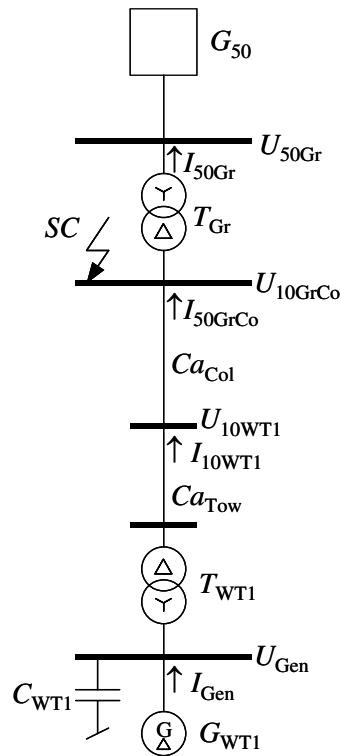 G50
U50Gr
I50Gr
TGr
SC
U10GrCo
I50GrCo
CaCol
U10WT1
I10WT1
CaTow
TWT1
UGen
CWT1
IGen
G
GWT1